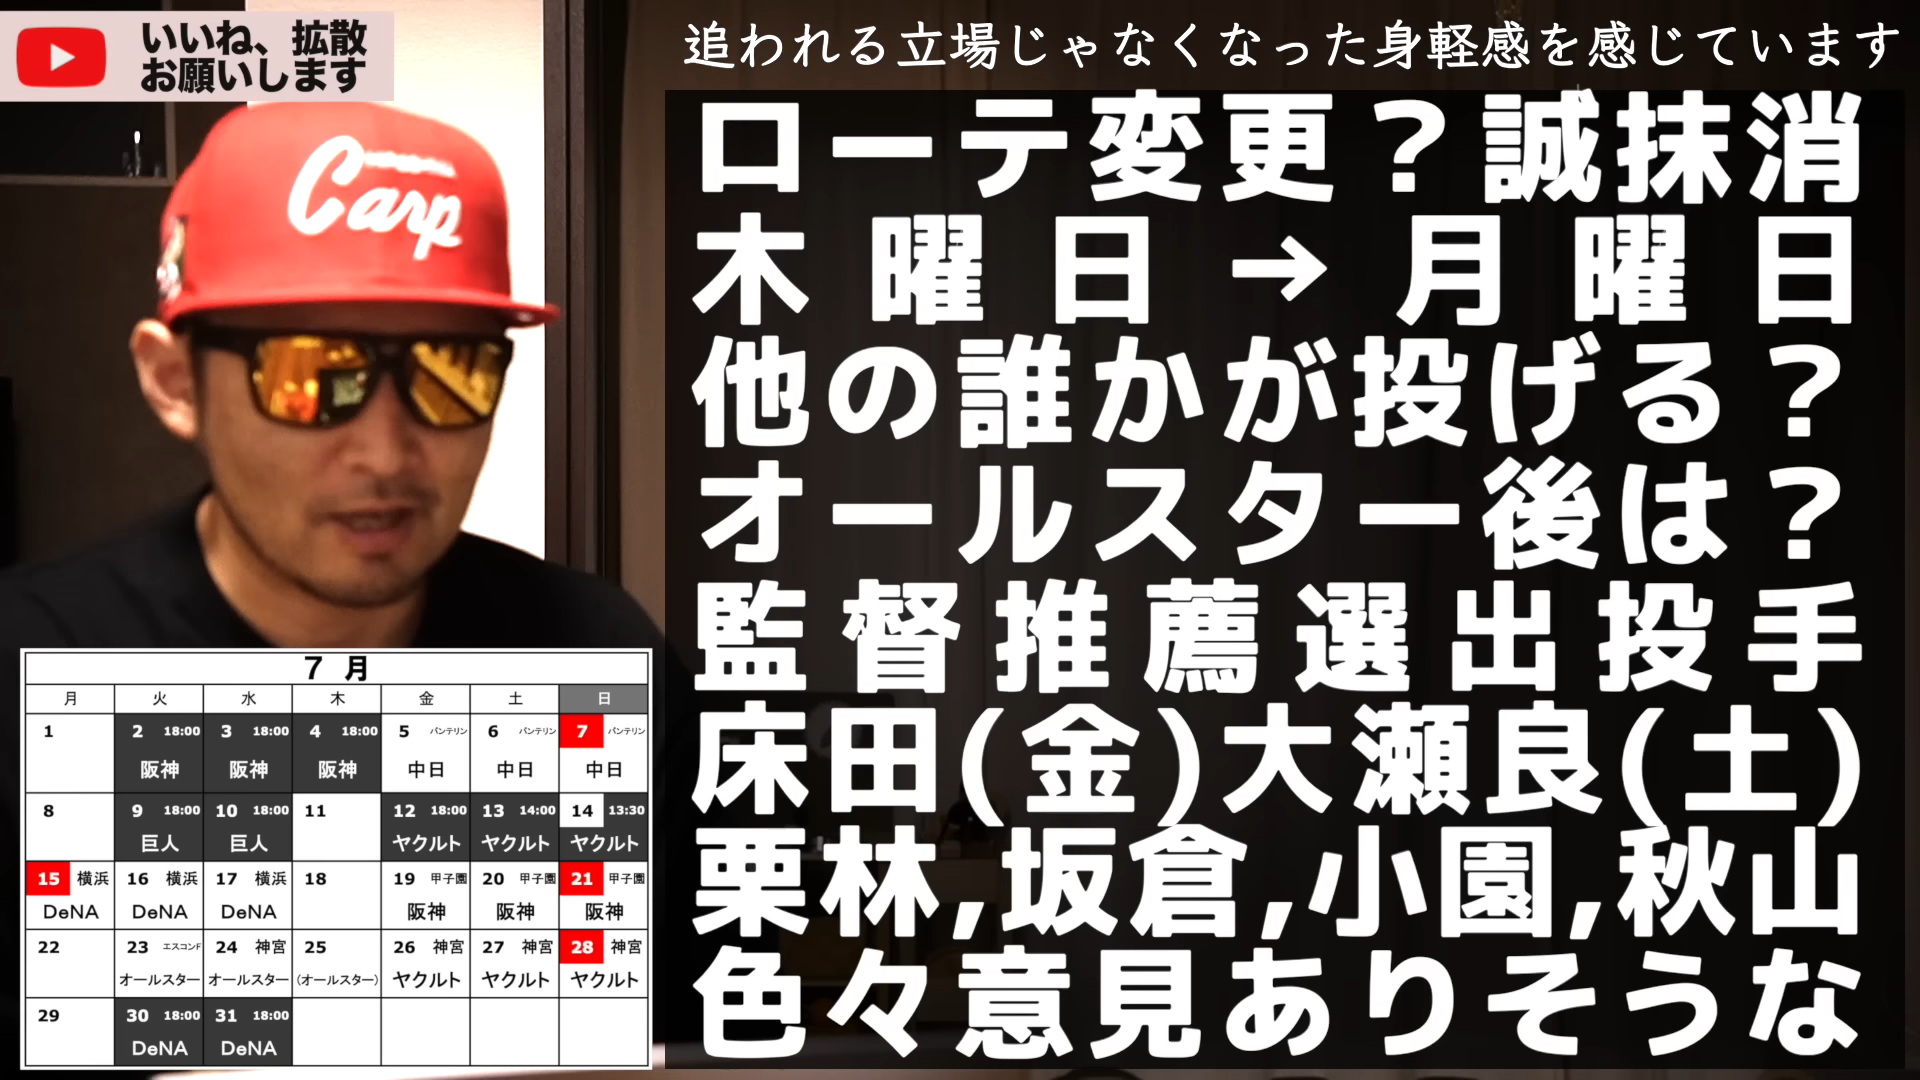 いいね、拡散
お願いします
追われる立場じゃなくなった身軽感を感じています
Carp
ローテ変更？誠抹消
木曜日→月曜日
他の誰かが投げる？
オールスター後は？
監督推薦選出投手
床田(金)大瀬良(土)
栗林,坂倉,小園,秋山
色々意見ありそうな
7 月
月 火 水 木 金 土 日
1 2 18:00 3 18:00 4 18:00 5 バンテリン 6 バンテリン 7 バンテリン
阪神 阪神 阪神 中日 中日 中日
8 9 18:00 10 18:00 11 12 18:00 13 14:00 14 13:30
巨人 巨人 ヤクルト ヤクルト ヤクルト
15 横浜 16 横浜 17 横浜 18 19 甲子園 20 甲子園 21 甲子園
DeNA DeNA DeNA 阪神 阪神 阪神
22 23 エスコンF 24 神宮 25 26 神宮 27 神宮 28 神宮
オールスター オールスター (オールスター) ヤクルト ヤクルト ヤクルト
29 30 18:00 31 18:00
DeNA DeNA